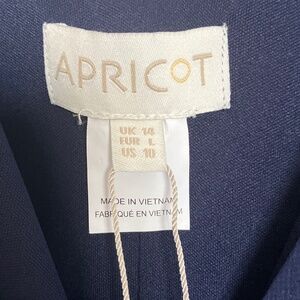 APRICOT
UK 14
EUR L
US 10
MADE IN VIETNAM
FABRIQUÉ EN VIETNAM